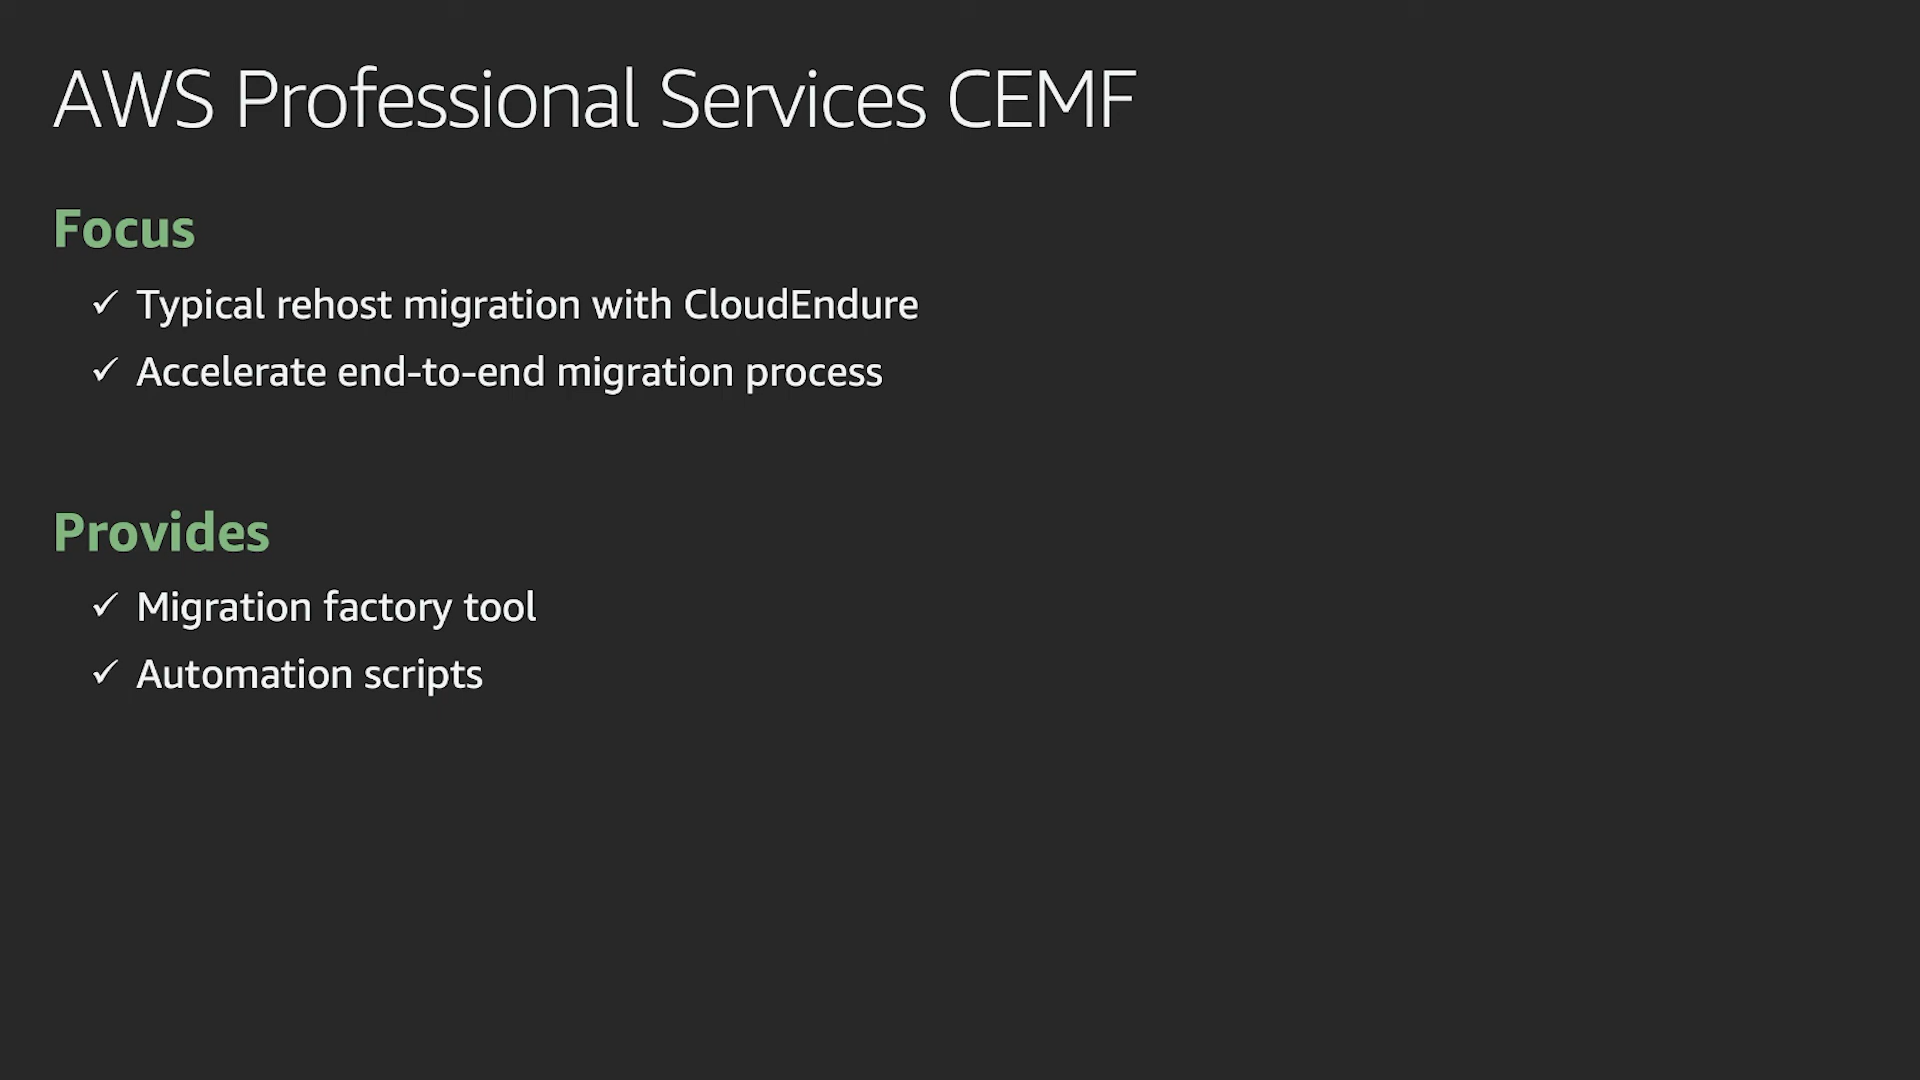 AWS Professional Services CEMF
Focus
✓ Typical rehost migration with CloudEndure
✓ Accelerate end-to-end migration process
Provides
✓ Migration factory tool
✓ Automation scripts